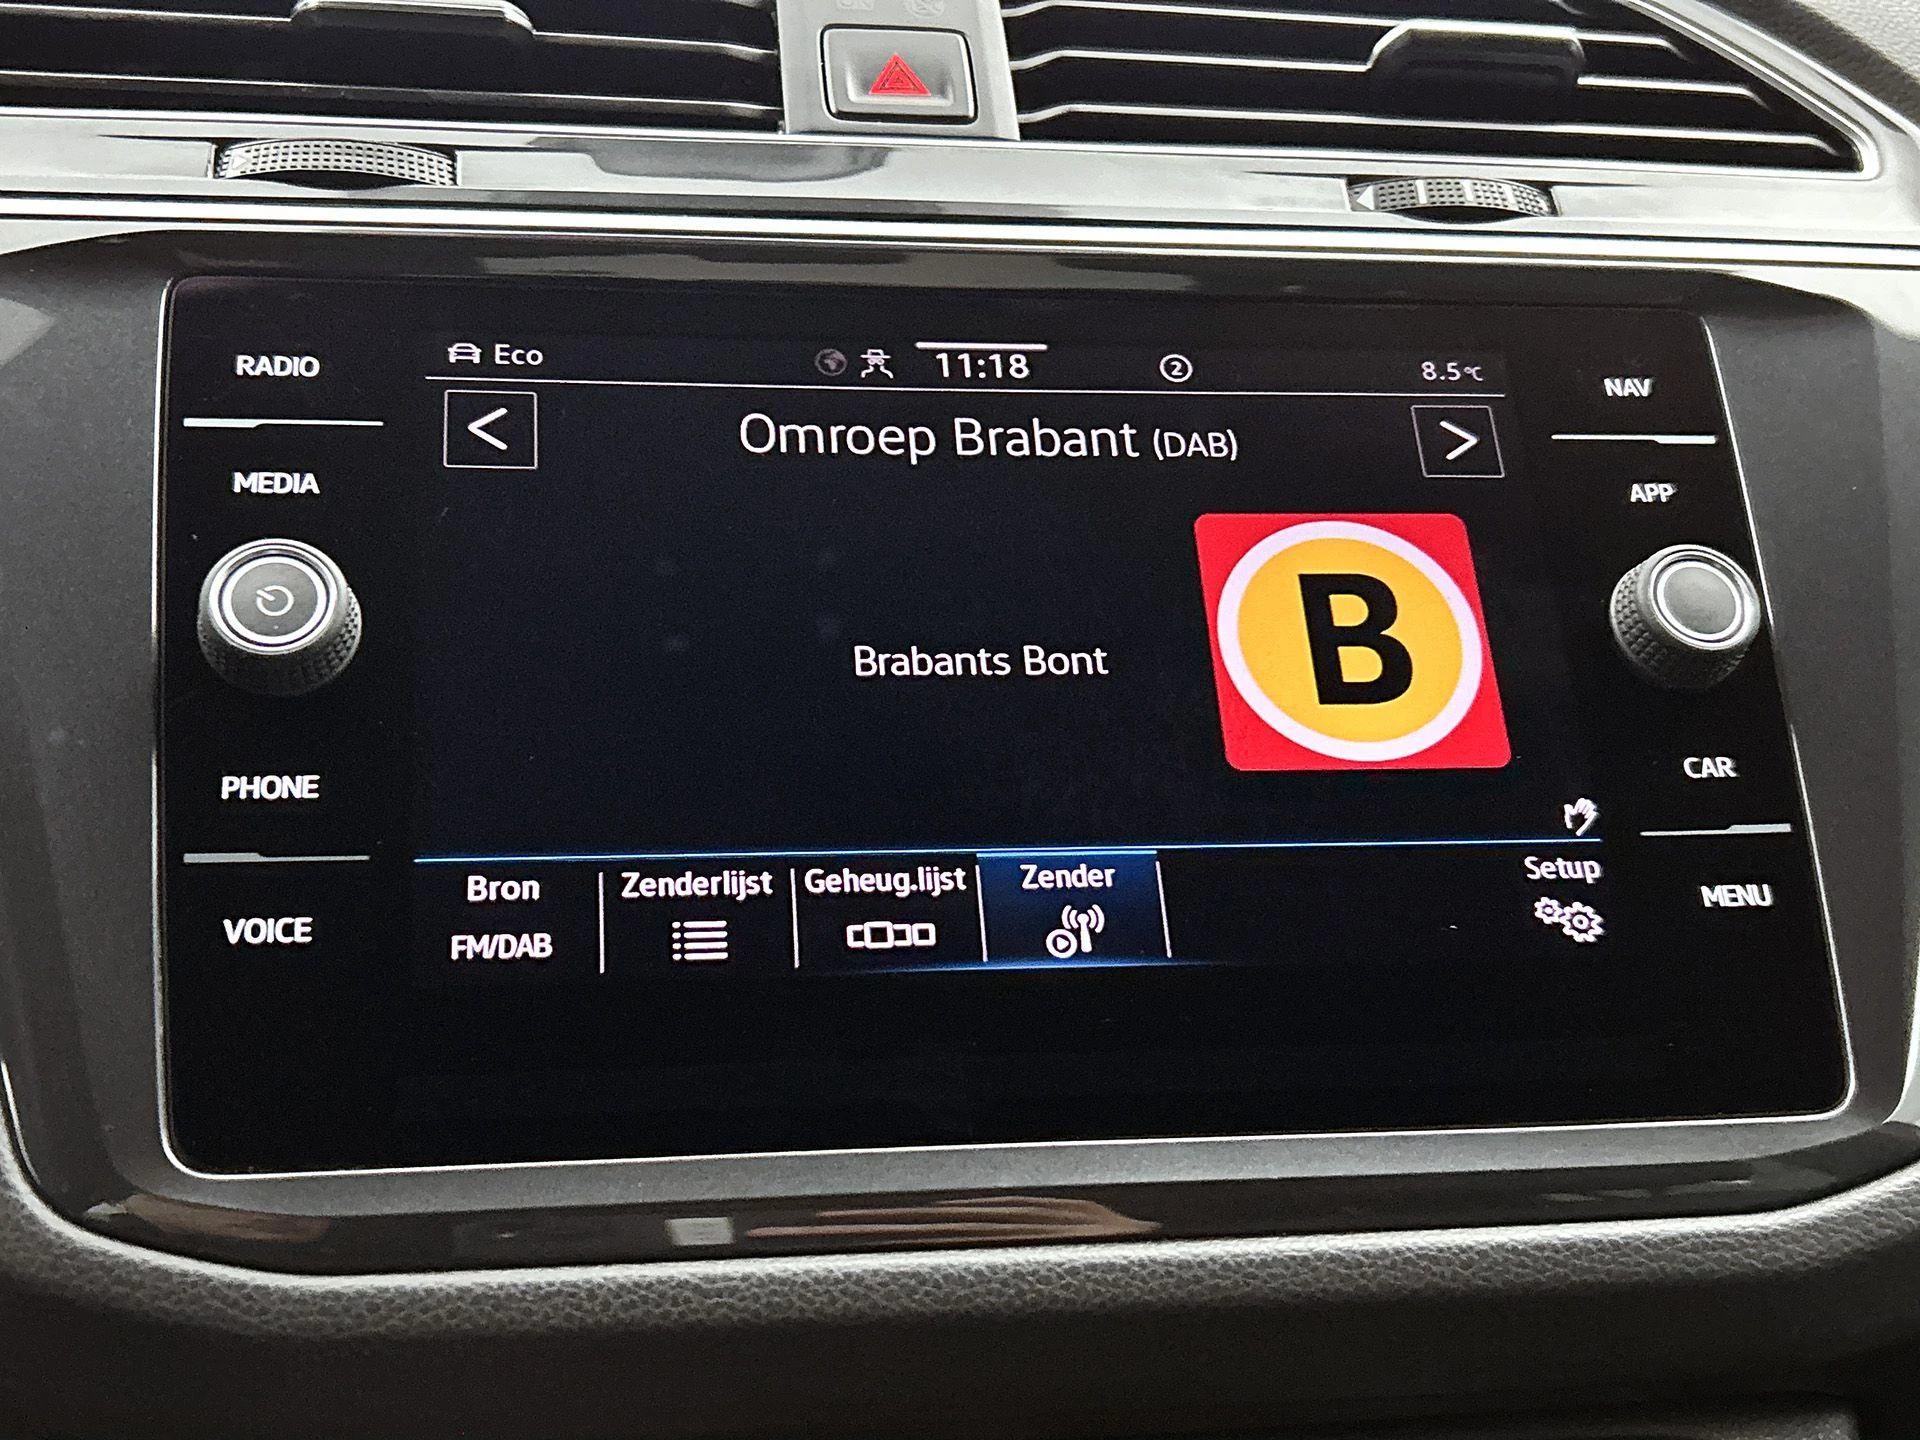 RADIO
MEDIA
PHONE
VOICE
Eco
11:18
2
8.5°C
<
Omroep Brabant (DAB)
>
Brabants Bont
B
Bron
FM/DAB
Zenderlijst
Geheug.lijst
Zender
Setup
NAV
APP
CAR
MENU